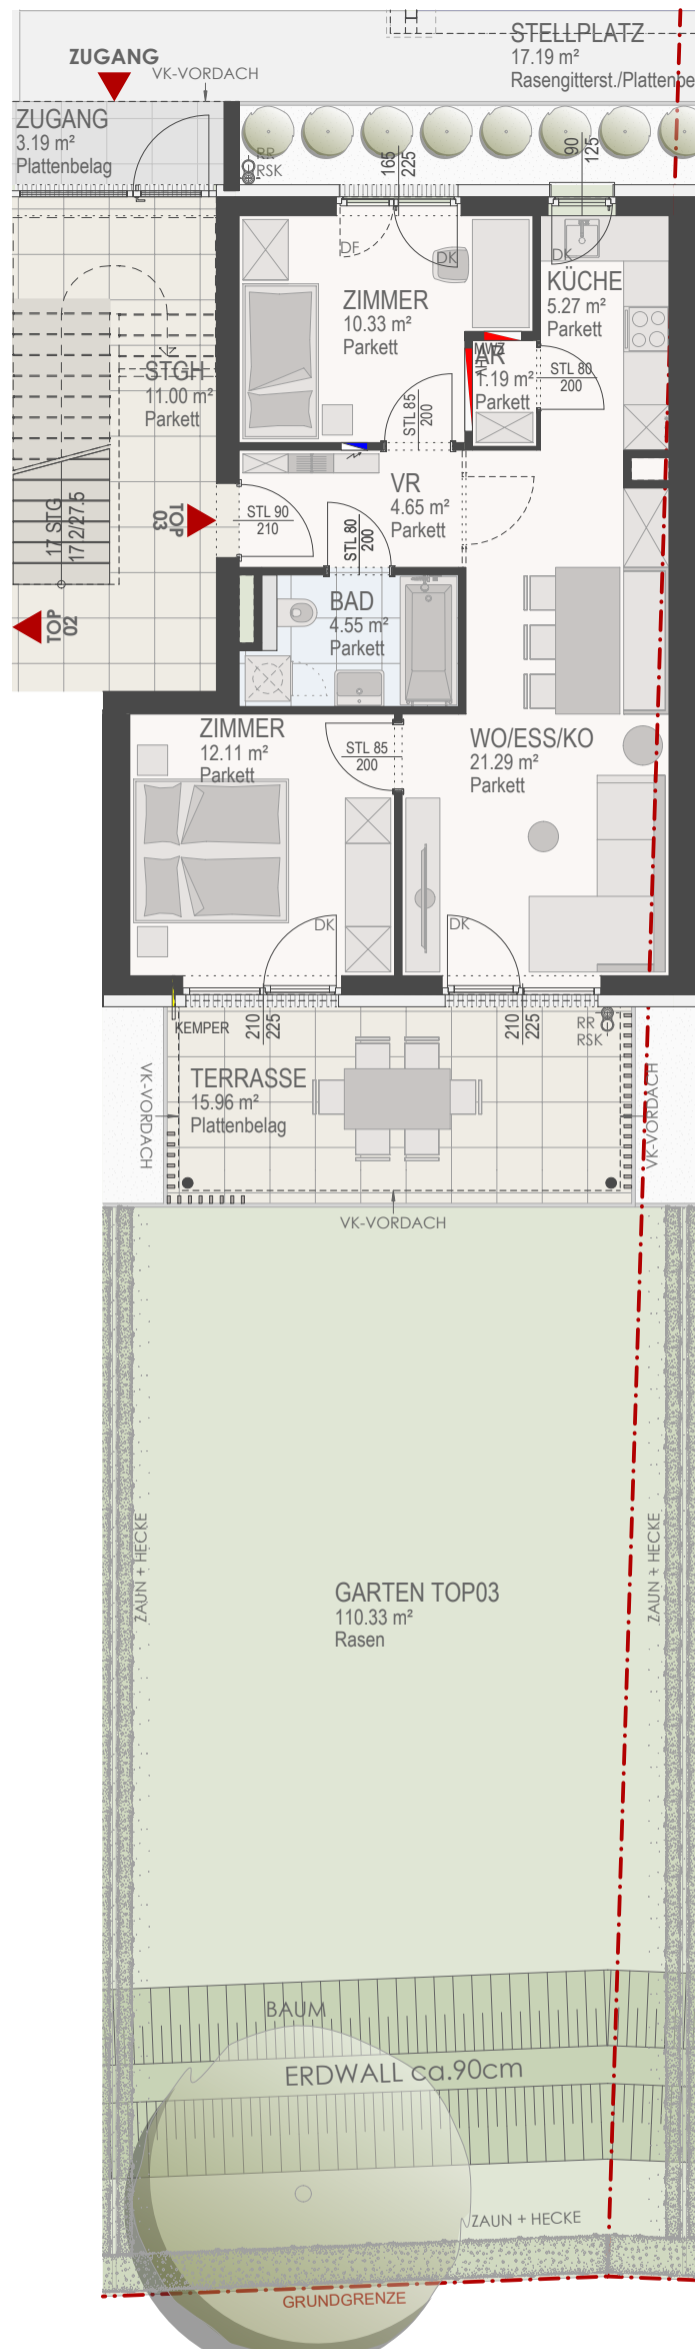 STELLPLATZ
17.19 m²
Rasengitterst./Plattenbe
ZUGANG
VK-VORDACH
ZUGANG
3.19 m²
Plattenbelag
RR
RSK
165
225
90
125
DF
DK
DK
ZIMMER
10.33 m²
Parkett
KÜCHE
5.27 m²
Parkett
AR
1.19 m²
Parkett
STL 80
200
STGH
11.00 m²
Parkett
STL 85
200
VR
4.65 m²
Parkett
17 STG
17.2/27.5
TOP
03
STL 90
210
STL 80
200
TOP
02
BAD
4.55 m²
Parkett
ZIMMER
12.11 m²
Parkett
STL 85
200
WO/ESS/KO
21.29 m²
Parkett
DK
DK
KEMPER
210
225
210
225
RR
RSK
TERRASSE
15.96 m²
Plattenbelag
VK-VORDACH
VK-VORDACH
VK-VORDACH
ZAUN + HECKE
ZAUN + HECKE
GARTEN TOP03
110.33 m²
Rasen
BAUM
ERDWALL ca.90cm
ZAUN + HECKE
GRUNDGRENZE